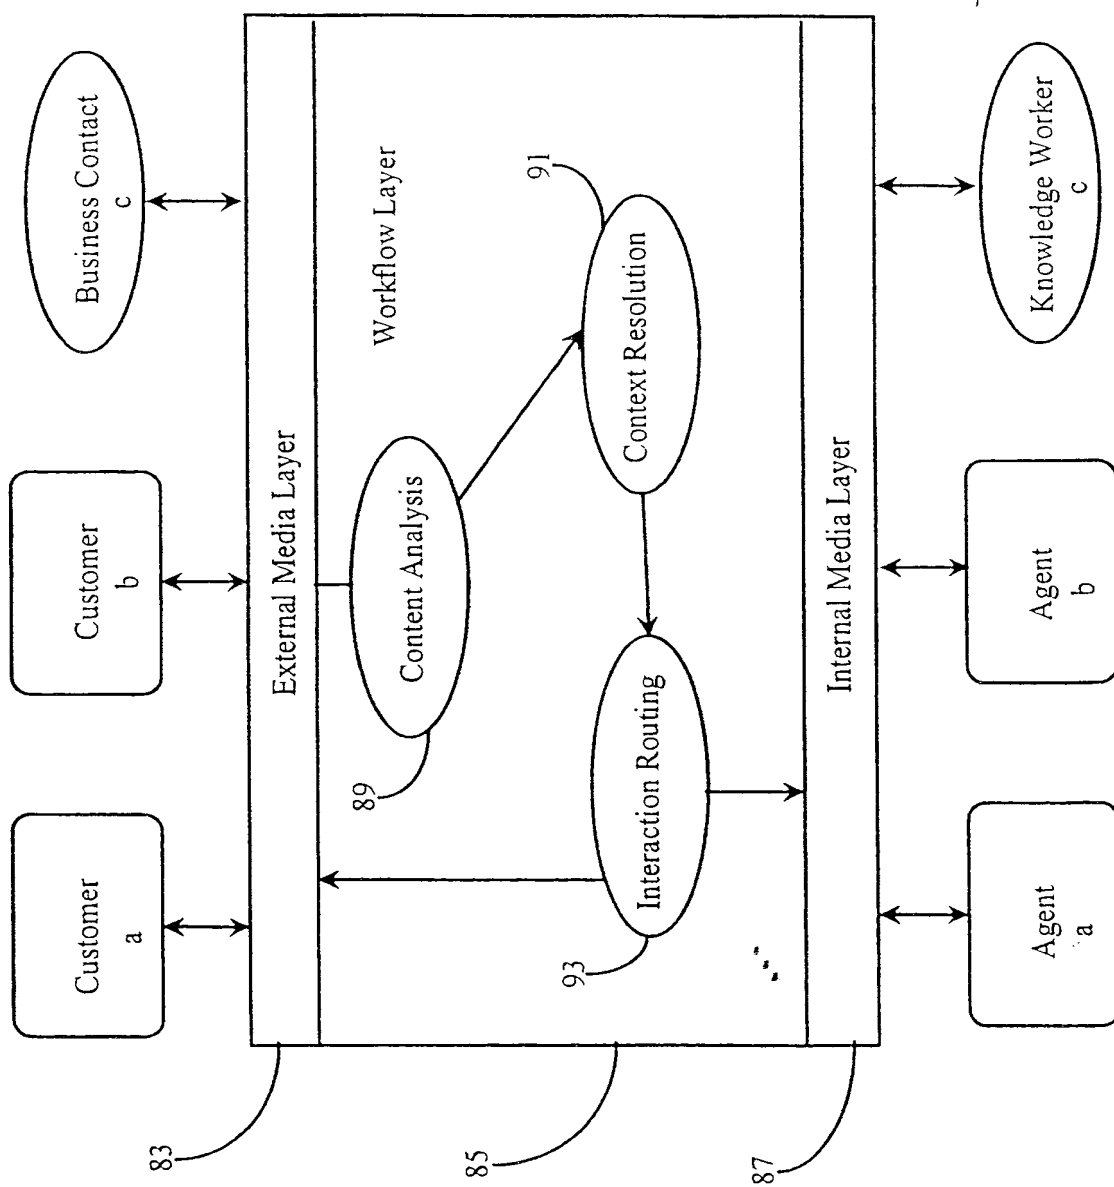 Customer
a
Customer
b
Business Contact
c
83
External Media Layer
85
Workflow Layer
89
Content Analysis
91
Context Resolution
93
Interaction Routing
87
Internal Media Layer
Agent
a
Agent
b
Knowledge Worker
c